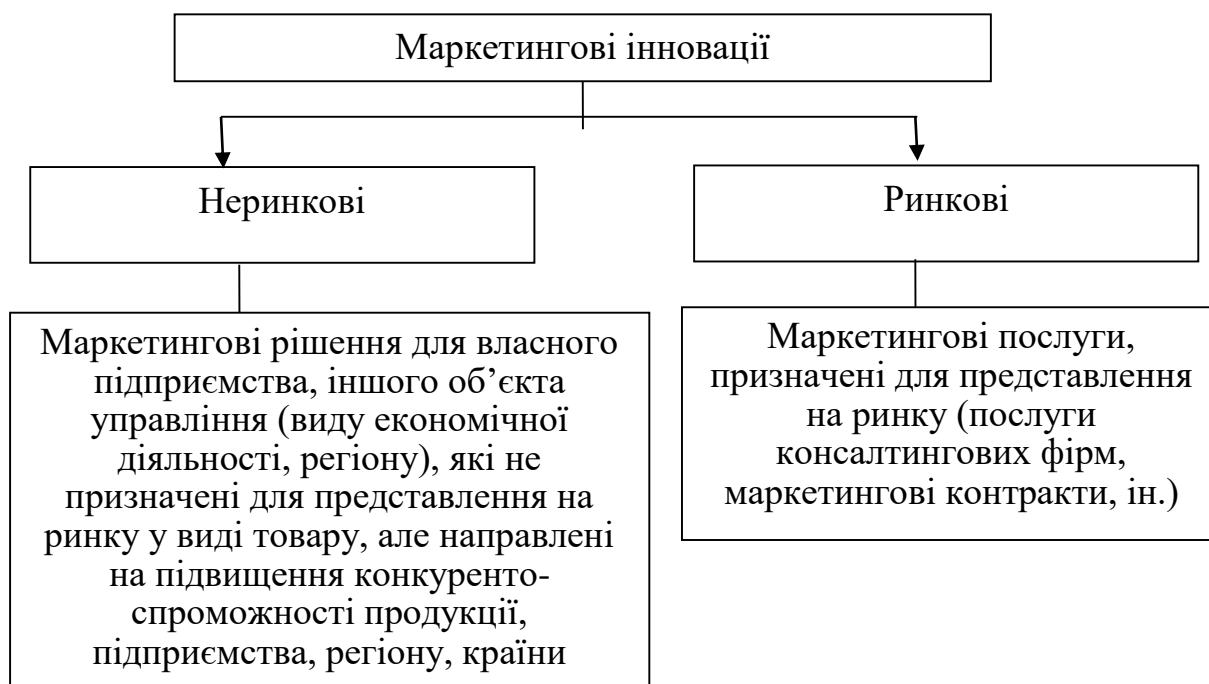 Маркетингові інновації
Неринкові
Ринкові
Маркетингові рішення для власного
підприємства, іншого об’єкта
управління (виду економічної
діяльності, регіону), які не
призначені для представлення на
ринку у виді товару, але направлені
на підвищення конкуренто-
спроможності продукції,
підприємства, регіону, країни
Маркетингові послуги,
призначені для представлення
на ринку (послуги
консалтингових фірм,
маркетингові контракти, ін.)